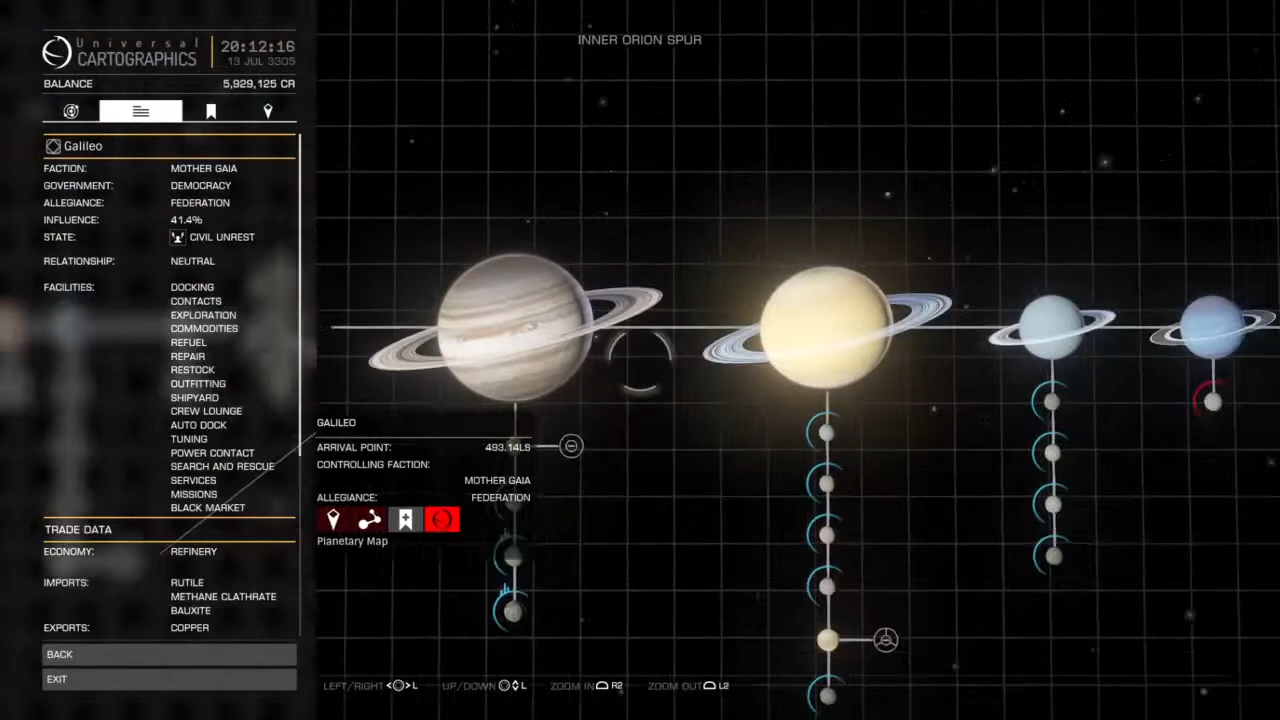 Universal
CARTOGRAPHICS
20:12:16
13 JUL 3305
BALANCE 5,929,125 CR
INNER ORION SPUR
Galileo
FACTION: MOTHER GAIA
GOVERNMENT: DEMOCRACY
ALLEGIANCE: FEDERATION
INFLUENCE: 41.4%
STATE: CIVIL UNREST
RELATIONSHIP: NEUTRAL
FACILITIES: DOCKING
CONTACTS
EXPLORATION
COMMODITIES
REFUEL
REPAIR
RESTOCK
OUTFITTING
SHIPYARD
CREW LOUNGE
AUTO DOCK
TUNING
POWER CONTACT
SEARCH AND RESCUE
SERVICES
MISSIONS
BLACK MARKET
TRADE DATA
ECONOMY: REFINERY
IMPORTS: RUTILE
METHANE CLATHRATE
BAUXITE
EXPORTS: COPPER
BACK
EXIT
GALILEO
ARRIVAL POINT: 493.14LS
CONTROLLING FACTION:
MOTHER GAIA
ALLEGIANCE: FEDERATION
Planetary Map
LEFT/RIGHT L UP/DOWN L ZOOM IN R2 ZOOM OUT L2